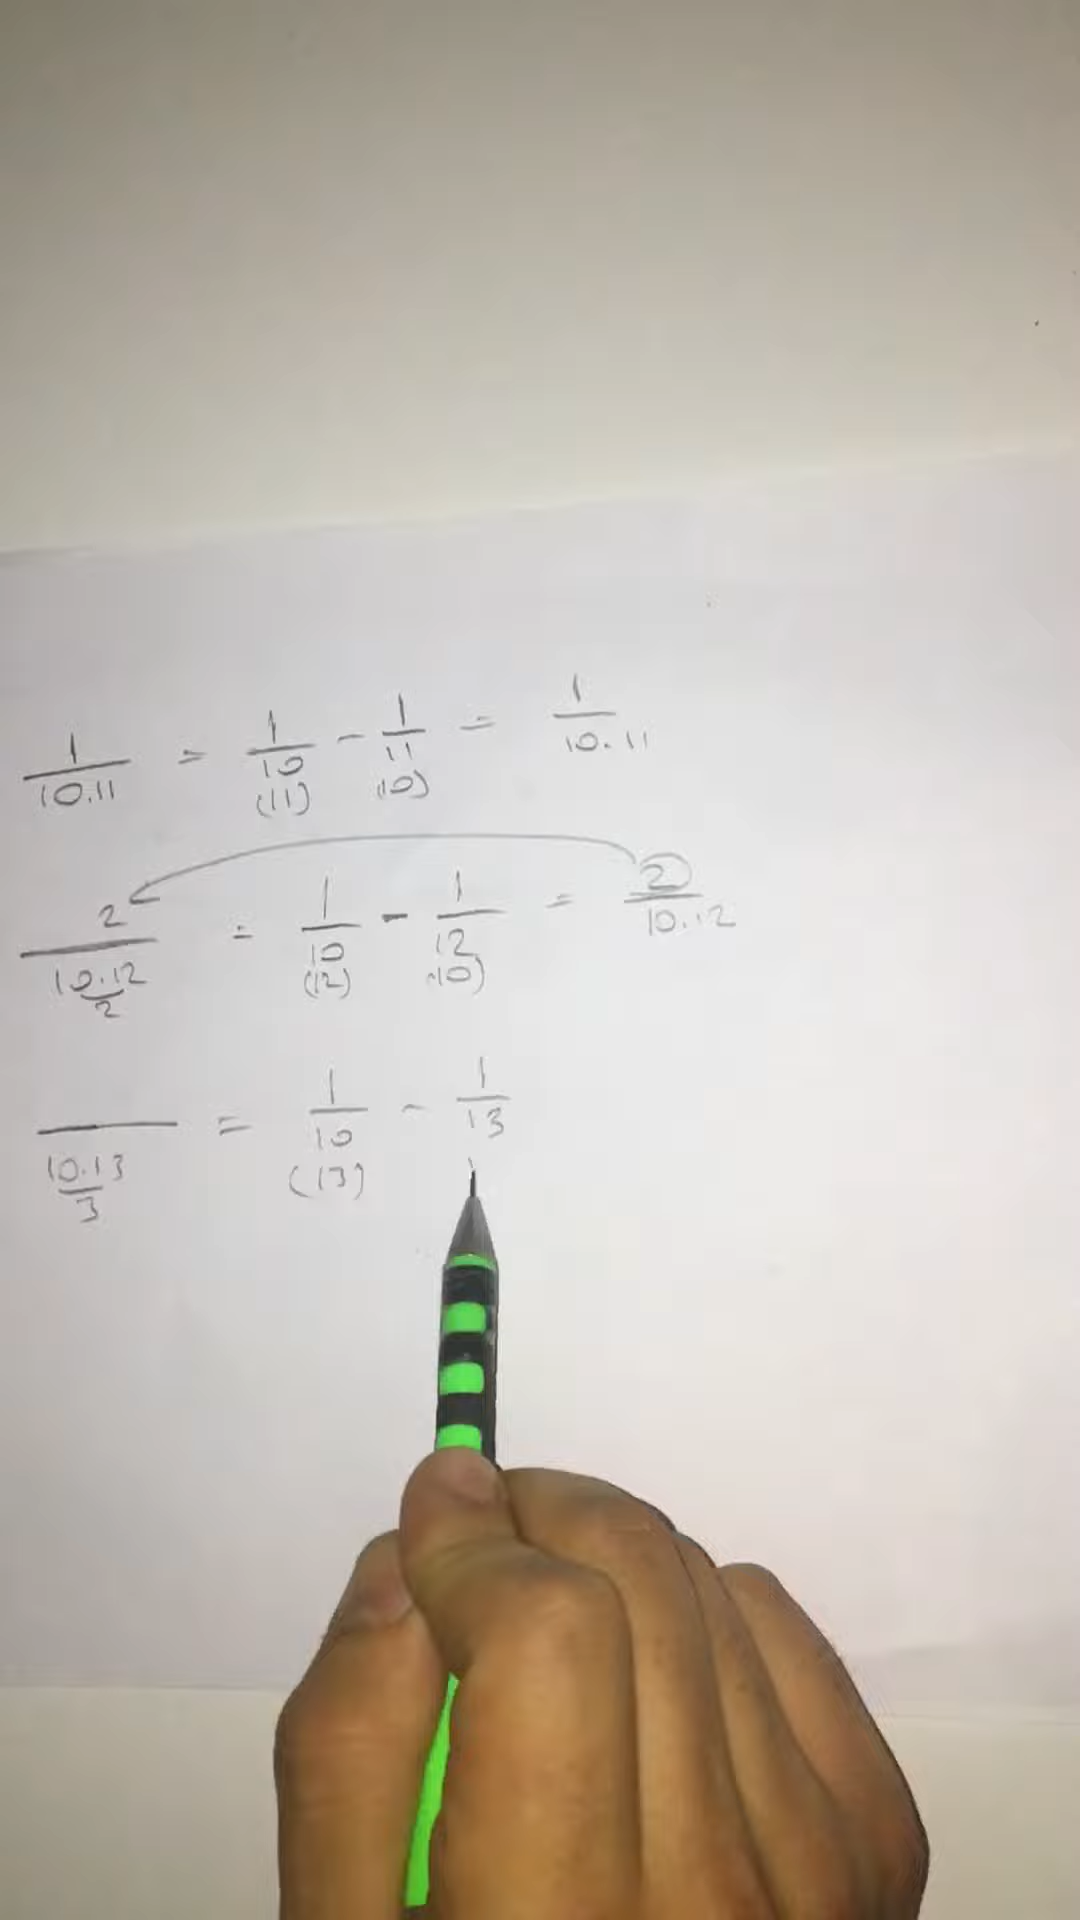 1/10.11 = 1/10 (11) - 1/11 (10) = 1/10.11
2/10.12 2 = 1/10 (12) - 1/12 (10) = 2/10.12
/10.13 3 = 1/10 (13) - 1/13